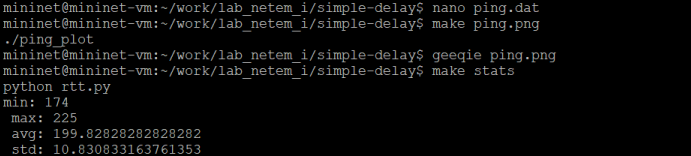 mininet@mininet-vm:~/work/lab_netem_i/simple-delay$ nano ping.dat
mininet@mininet-vm:~/work/lab_netem_i/simple-delay$ make ping.png
./ping_plot
mininet@mininet-vm:~/work/lab_netem_i/simple-delay$ geeqie ping.png
mininet@mininet-vm:~/work/lab_netem_i/simple-delay$ make stats
python rtt.py
min: 174
 max: 225
 avg: 199.82828282828282
 std: 10.830833163761353